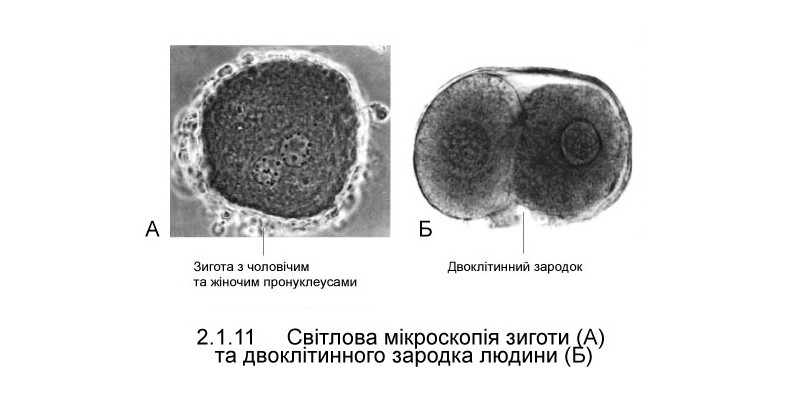 А
Б
Зигота з чоловічим
та жіночим пронуклеусами
Двоклітинний зародок
2.1.11 Світлова мікроскопія зиготи (А)
та двоклітинного зародка людини (Б)